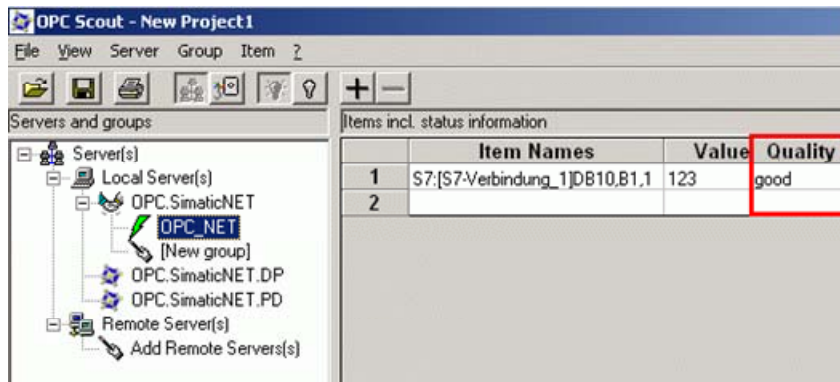 OPC Scout - New Project1
File View Server Group Item ?
Servers and groups
Items incl. status information
Server(s)
Local Server(s)
OPC.SimaticNET
OPC_NET
[New group]
OPC.SimaticNET.DP
OPC.SimaticNET.PD
Remote Server(s)
Add Remote Servers(s)
Item Names Value Quality
1 S7:[S7-Verbindung_1]DB10,B1,1 123 good
2